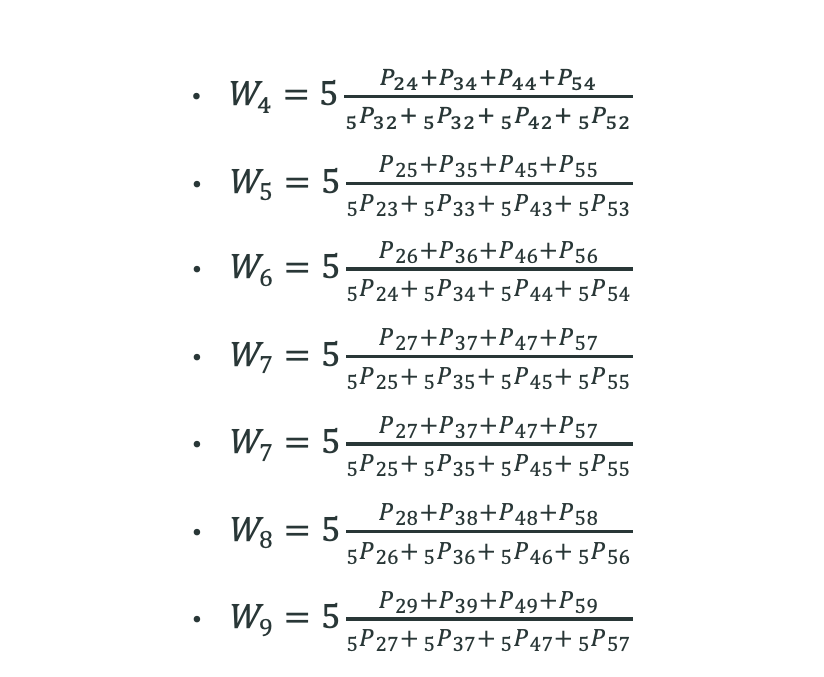 • W₄ = 5 (P₂₄+P₃₄+P₄₄+P₅₄)/(₅P₃₂+ ₅P₃₂+ ₅P₄₂+ ₅P₅₂)
• W₅ = 5 (P₂₅+P₃₅+P₄₅+P₅₅)/(₅P₂₃+ ₅P₃₃+ ₅P₄₃+ ₅P₅₃)
• W₆ = 5 (P₂₆+P₃₆+P₄₆+P₅₆)/(₅P₂₄+ ₅P₃₄+ ₅P₄₄+ ₅P₅₄)
• W₇ = 5 (P₂₇+P₃₇+P₄₇+P₅₇)/(₅P₂₅+ ₅P₃₅+ ₅P₄₅+ ₅P₅₅)
• W₇ = 5 (P₂₇+P₃₇+P₄₇+P₅₇)/(₅P₂₅+ ₅P₃₅+ ₅P₄₅+ ₅P₅₅)
• W₈ = 5 (P₂₈+P₃₈+P₄₈+P₅₈)/(₅P₂₆+ ₅P₃₆+ ₅P₄₆+ ₅P₅₆)
• W₉ = 5 (P₂₉+P₃₉+P₄₉+P₅₉)/(₅P₂₇+ ₅P₃₇+ ₅P₄₇+ ₅P₅₇)